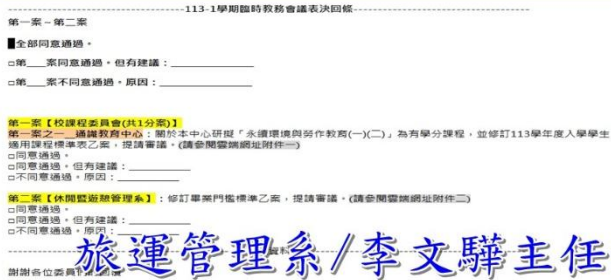 113-1學期臨時教務會議表決回條
第一案～第二案
■全部同意通過。
□第___案同意通過。但有建議：
□第___案不同意通過。原因：
第一案【校課程委員會(共1分案)】
第一案之一__通識教育中心：關於本中心研擬「永續環境與勞作教育(一)(二)」為有學分課程，並修訂113學年度入學學生
適用課程標準表乙案，提請審議。(請參閱雲端網址附件一)
□同意通過。
□同意通過。但有建議：
□不同意通過。原因：
第二案【休閒暨遊憩管理系】：修訂畢業門檻標準乙案，提請審議。(請參閱雲端網址附件二)
□同意通過。
□同意通過。但有建議：
□不同意通過。原因：
資料
謝謝各位委員
旅運管理系/李文驊主任